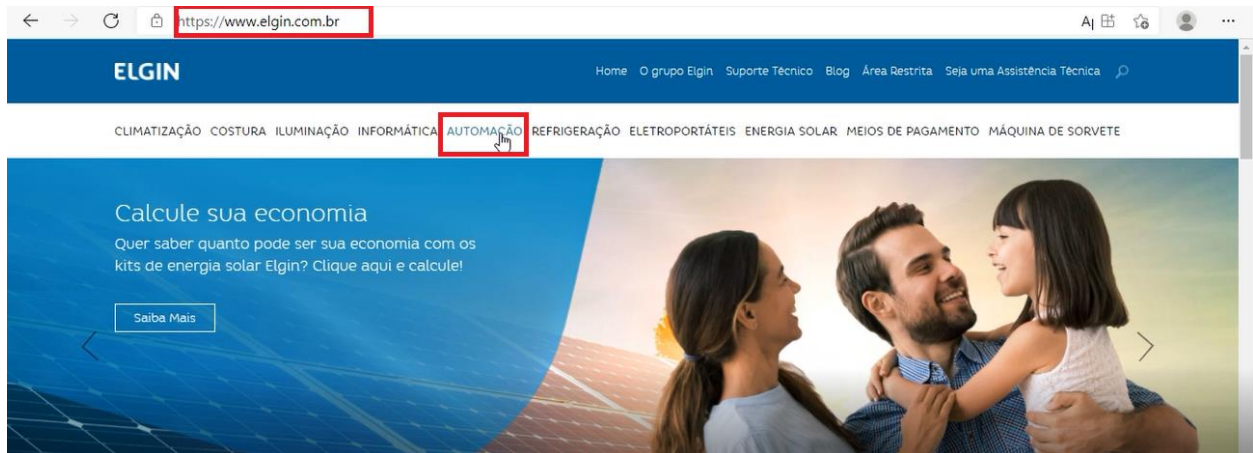 https://www.elgin.com.br
ELGIN
Home O grupo Elgin Suporte Técnico Blog Área Restrita Seja uma Assistência Técnica
CLIMATIZAÇÃO COSTURA ILUMINAÇÃO INFORMÁTICA AUTOMAÇÃO REFRIGERAÇÃO ELETROPORTÁTEIS ENERGIA SOLAR MEIOS DE PAGAMENTO MÁQUINA DE SORVETE
Calcule sua economia
Quer saber quanto pode ser sua economia com os
kits de energia solar Elgin? Clique aqui e calcule!
Saiba Mais